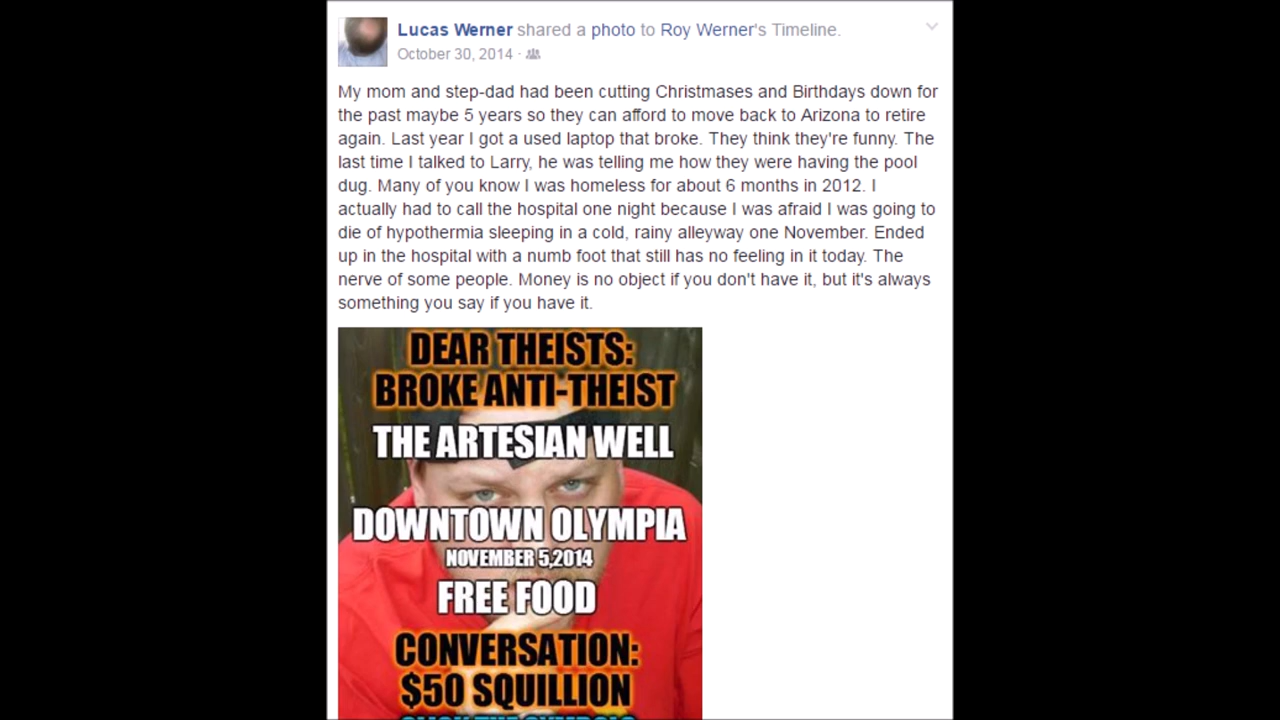 Lucas Werner shared a photo to Roy Werner's Timeline.
October 30, 2014 ·
My mom and step-dad had been cutting Christmases and Birthdays down for
the past maybe 5 years so they can afford to move back to Arizona to retire
again. Last year I got a used laptop that broke. They think they're funny. The
last time I talked to Larry, he was telling me how they were having the pool
dug. Many of you know I was homeless for about 6 months in 2012. I
actually had to call the hospital one night because I was afraid I was going to
die of hypothermia sleeping in a cold, rainy alleyway one November. Ended
up in the hospital with a numb foot that still has no feeling in it today. The
nerve of some people. Money is no object if you don't have it, but it's always
something you say if you have it.
DEAR THEISTS:
BROKE ANTI-THEIST
THE ARTESIAN WELL
DOWNTOWN OLYMPIA
NOVEMBER 5,2014
FREE FOOD
CONVERSATION:
$50 SQUILLION